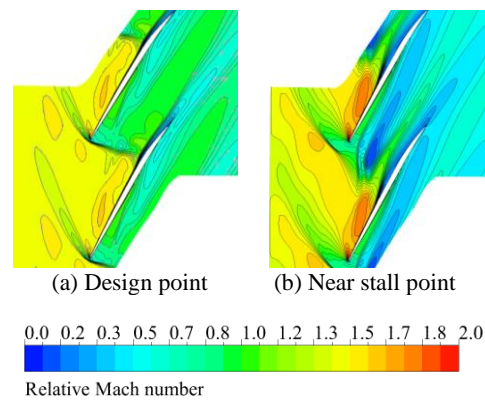 (a) Design point
(b) Near stall point
0.0 0.2 0.3 0.5 0.7 0.8 1.0 1.2 1.3 1.5 1.7 1.8 2.0
Relative Mach number